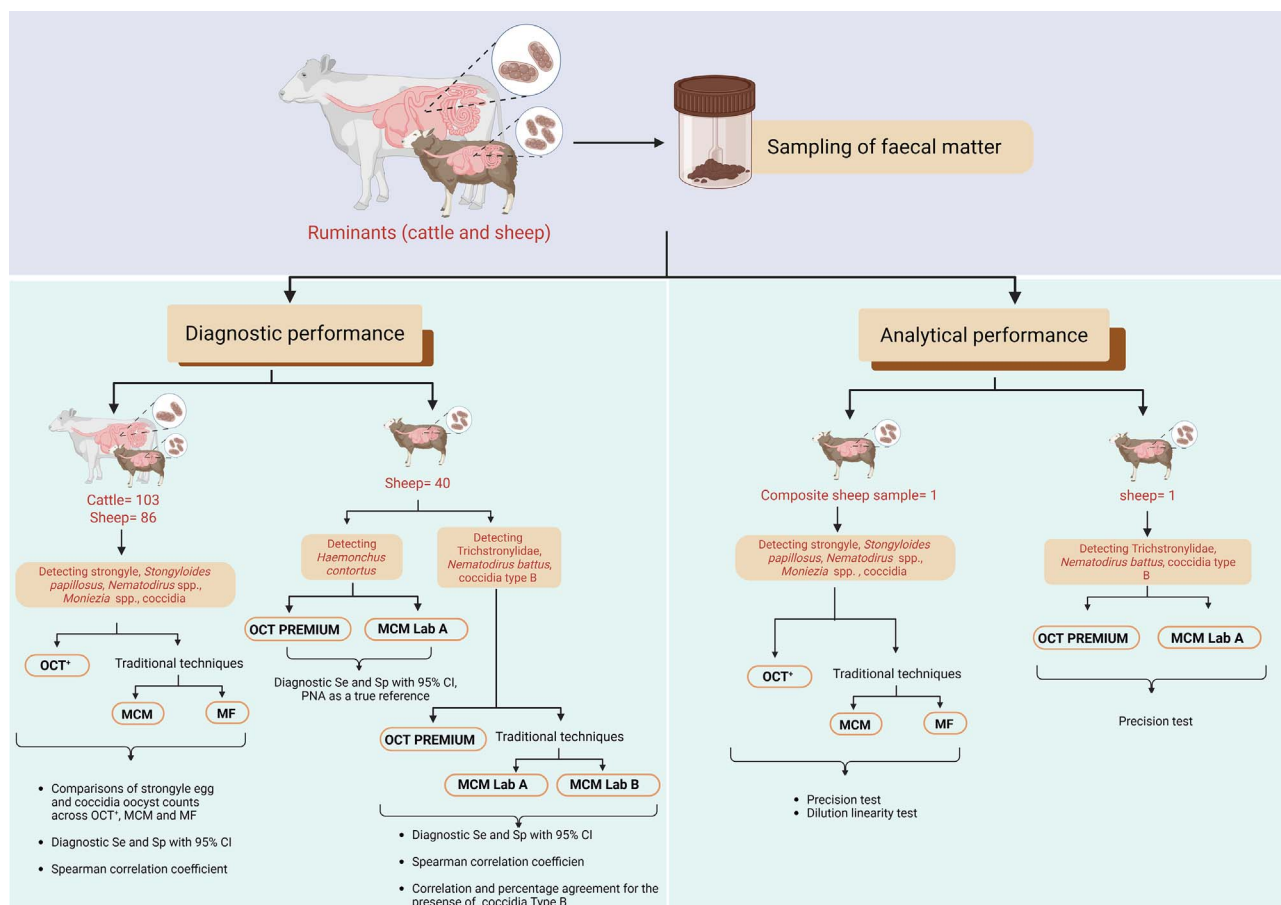 Sampling of faecal matter
Ruminants (cattle and sheep)
Diagnostic performance
Cattle= 103
Sheep= 86
Detecting strongyle, Stongyloides
papillosus, Nematodirus spp.,
Moniezia spp., coccidia
OCT⁺
Traditional techniques
MCM
MF
• Comparisons of strongyle egg
and coccidia oocyst counts
across OCT⁺, MCM and MF
• Diagnostic Se and Sp with 95% CI
• Spearman correlation coefficient
Sheep= 40
Detecting
Haemonchus
contortus
OCT PREMIUM
MCM Lab A
Diagnostic Se and Sp with 95% CI,
PNA as a true reference
Detecting
Trichstronylidae,
Nematodirus battus,
coccidia type B
OCT PREMIUM
Traditional techniques
MCM Lab A
MCM Lab B
• Diagnostic Se and Sp with 95% CI
• Spearman correlation coefficien
• Correlation and percentage agreement for the
presense of coccidia Type B
Analytical performance
Composite sheep sample= 1
Detecting strongyle, Stongyloides
papillosus, Nematodirus spp.,
Moniezia spp. , coccidia
OCT⁺
Traditional techniques
MCM
MF
• Precision test
• Dilution linearity test
sheep= 1
Detecting Trichstronylidae,
Nematodirus battus, coccidia type
B
OCT PREMIUM
MCM Lab A
Precision test